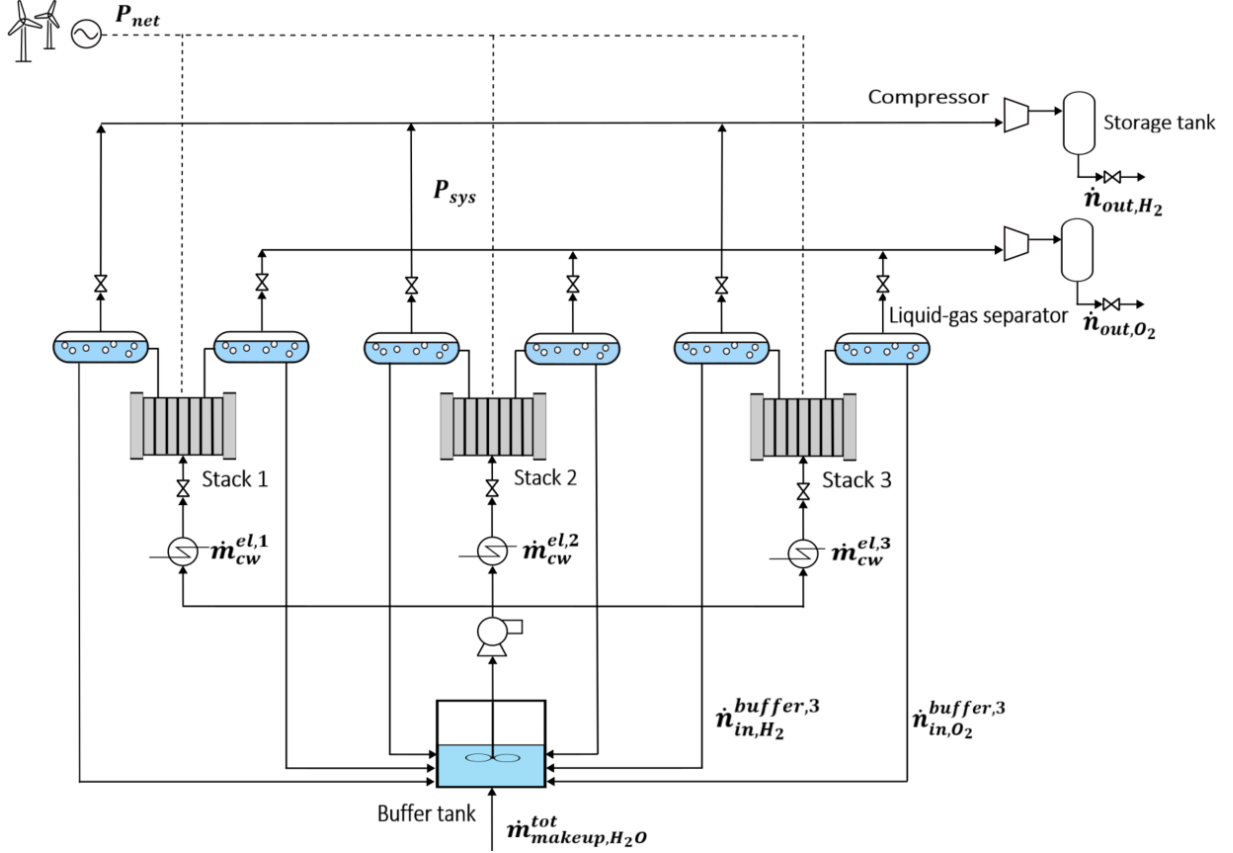 P_net
Compressor
Storage tank
ṅ_out,H₂
P_sys
Liquid-gas separator
ṅ_out,O₂
Stack 1
Stack 2
Stack 3
ṁ_cw^el,1
ṁ_cw^el,2
ṁ_cw^el,3
ṅ_in,H₂^buffer,3
ṅ_in,O₂^buffer,3
Buffer tank
ṁ_makeup,H₂O^tot